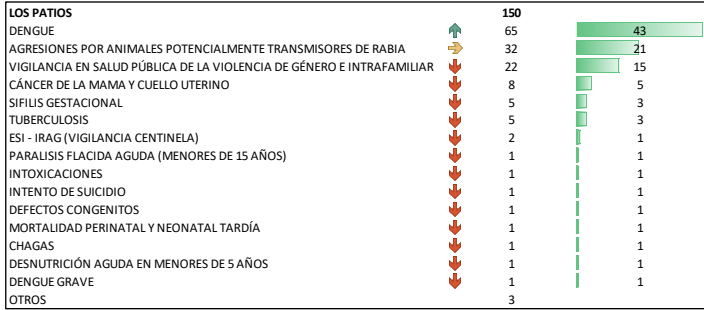 LOS PATIOS 150
DENGUE 65 43
AGRESIONES POR ANIMALES POTENCIALMENTE TRANSMISORES DE RABIA 32 21
VIGILANCIA EN SALUD PÚBLICA DE LA VIOLENCIA DE GÉNERO E INTRAFAMILIAR 22 15
CÁNCER DE LA MAMA Y CUELLO UTERINO 8 5
SIFILIS GESTACIONAL 5 3
TUBERCULOSIS 5 3
ESI - IRAG (VIGILANCIA CENTINELA) 2 1
PARALISIS FLACIDA AGUDA (MENORES DE 15 AÑOS) 1 1
INTOXICACIONES 1 1
INTENTO DE SUICIDIO 1 1
DEFECTOS CONGENITOS 1 1
MORTALIDAD PERINATAL Y NEONATAL TARDÍA 1 1
CHAGAS 1 1
DESNUTRICIÓN AGUDA EN MENORES DE 5 AÑOS 1 1
DENGUE GRAVE 1 1
OTROS 3